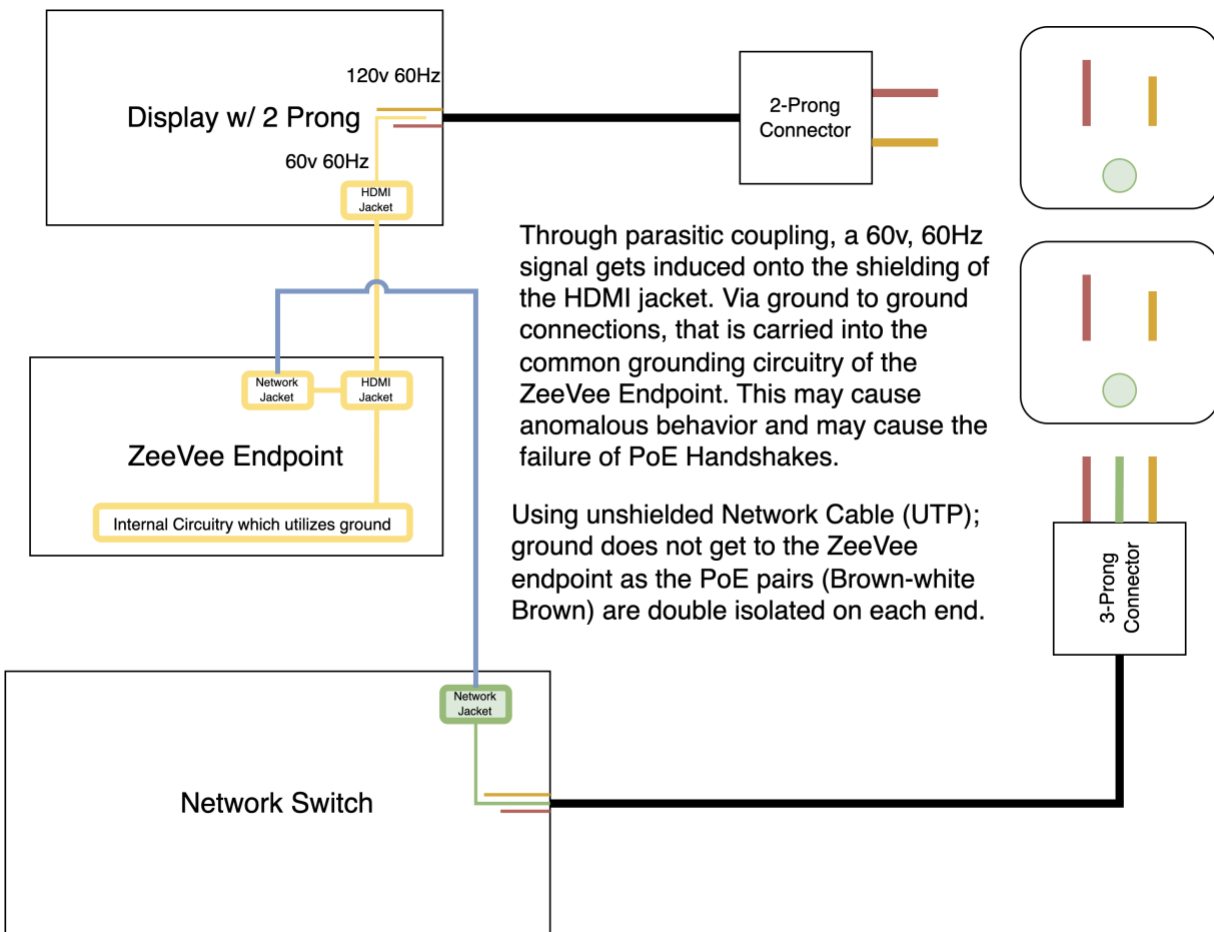 120v 60Hz
Display w/ 2 Prong
60v 60Hz
HDMI
Jacket
2-Prong
Connector
Through parasitic coupling, a 60v, 60Hz
signal gets induced onto the shielding of
the HDMI jacket. Via ground to ground
connections, that is carried into the
common grounding circuitry of the
ZeeVee Endpoint. This may cause
anomalous behavior and may cause the
failure of PoE Handshakes.
Network
Jacket
HDMI
Jacket
ZeeVee Endpoint
Internal Circuitry which utilizes ground
Using unshielded Network Cable (UTP);
ground does not get to the ZeeVee
endpoint as the PoE pairs (Brown-white
Brown) are double isolated on each end.
3-Prong
Connector
Network
Jacket
Network Switch